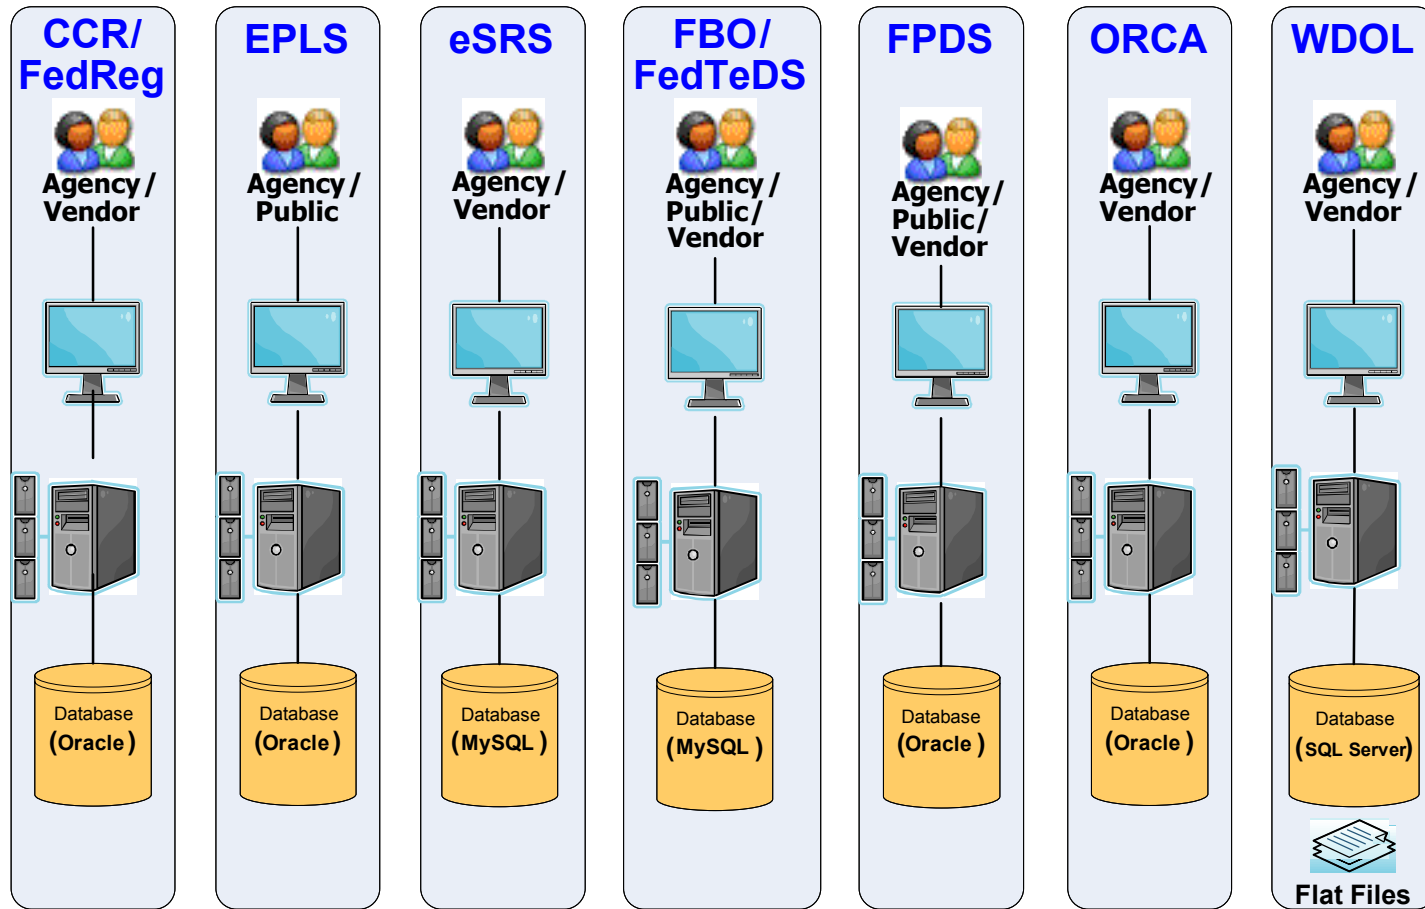 CCR/
FedReg
Agency/
Vendor
Database
(Oracle)
EPLS
Agency/
Public
Database
(Oracle)
eSRS
Agency/
Vendor
Database
(MySQL)
FBO/
FedTeDS
Agency/
Public/
Vendor
Database
(MySQL)
FPDS
Agency/
Public/
Vendor
Database
(Oracle)
ORCA
Agency/
Vendor
Database
(Oracle)
WDOL
Agency/
Vendor
Database
(SQL Server)
Flat Files